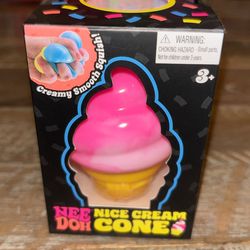 Creamy Smooth Squish!
WARNING:
CHOKING HAZARD - Small parts.
Not for children under 3 years.
3+
NEE DOH
NICE CREAM
CONES